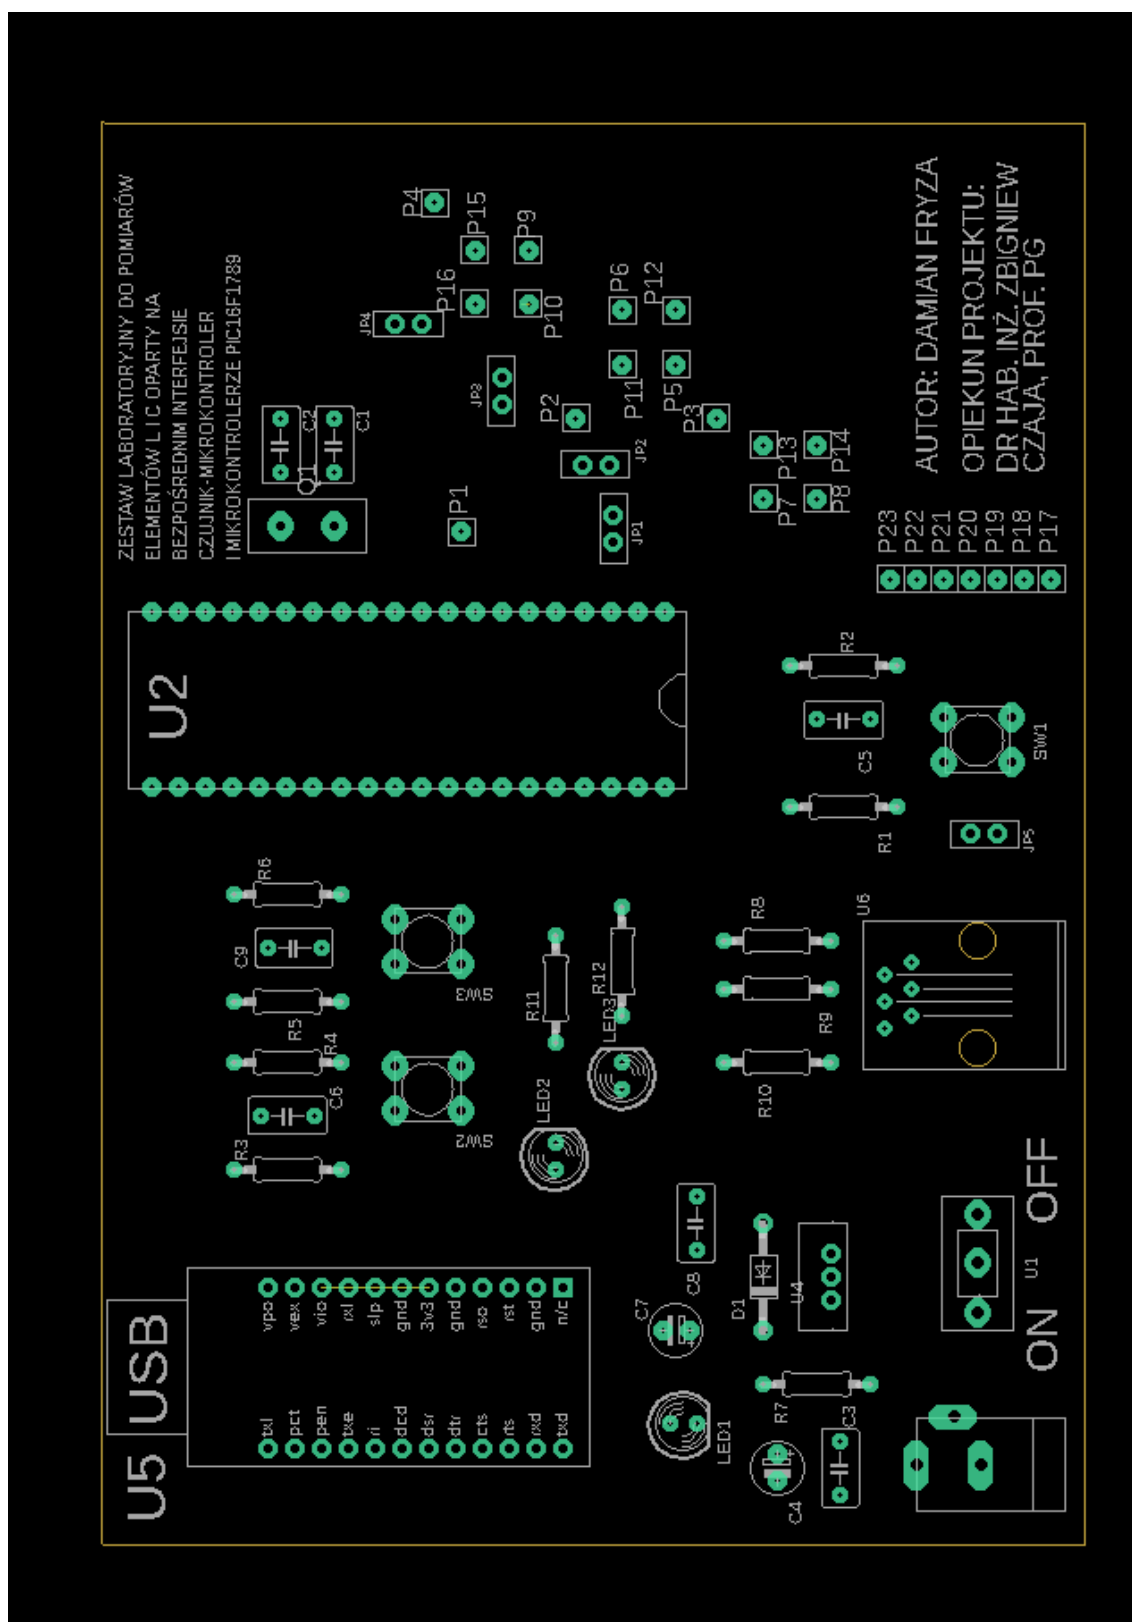 ZESTAW LABORATORYJNY DO POMIARÓW
ELEMENTÓW L I C OPARTY NA
BEZPOŚREDNIM INTERFEJSIE
CZUJNIK-MIKROKONTROLER
I MIKROKONTROLERZE PIC16F1789
AUTOR: DAMIAN FRYZA
OPIEKUN PROJEKTU:
DR HAB. INŻ. ZBIGNIEW
CZAJA, PROF. PG
P4
P15
P9
P16
P10
P6
P12
JP4
JP3
P11
P5
P2
P3
C2
C1
JP2
P13
P14
P1
JP1
P7
P8
P23
P22
P21
P20
P19
P18
P17
U2
R2
C5
SW1
R1
JP5
R6
C9
R5
R4
C6
R3
SW3
SW2
R11
R12
LED3
LED2
R8
R9
R10
U6
U5
USB
vpo
vex
vio
rxl
slp
gnd
3v3
gnd
rso
rst
gnd
n/c
txl
pct
pen
txe
ri
dcd
dsr
dtr
cts
rts
rxd
txd
C7
C8
D1
U4
U1
ON
OFF
LED1
R7
C3
C4